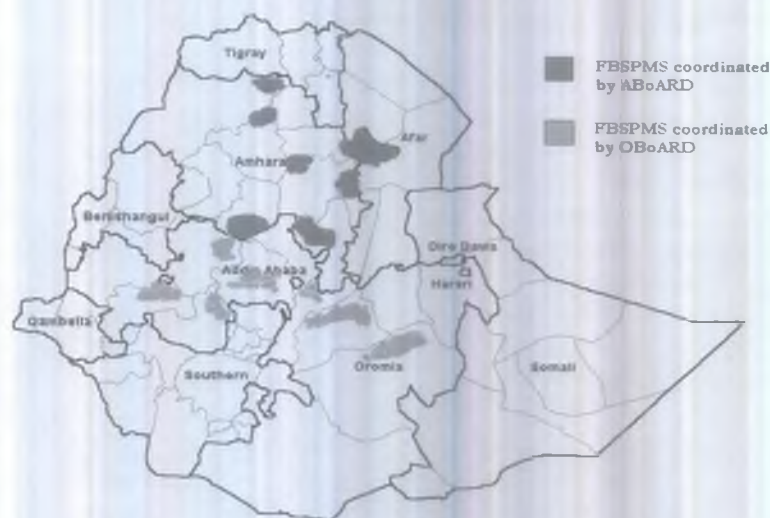 Tigray
FBSPMS coordinated
by ABoARD
Afar
FBSPMS coordinated
by OBoARD
Amhara
Benishangul
Dire Dawa
Addis Ababa
Harari
Gambella
Southern
Oromia
Somali